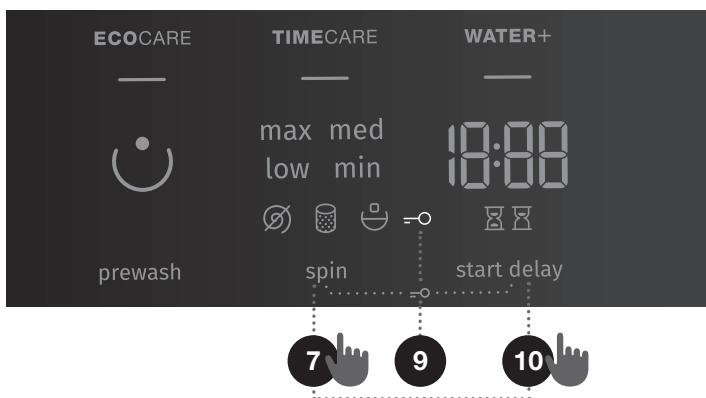 ECOCARE TIMECARE WATER+
max med
low min
18:88
prewash spin start delay
7 9 10